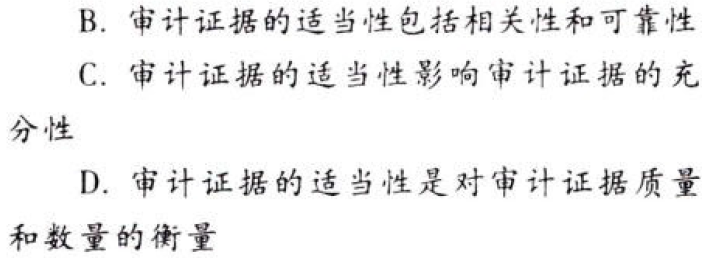 B. 审计证据的适当性包括相关性和可靠性
C. 审计证据的适当性影响审计证据的充
分性
D. 审计证据的适当性是对审计证据质量
和数量的衡量